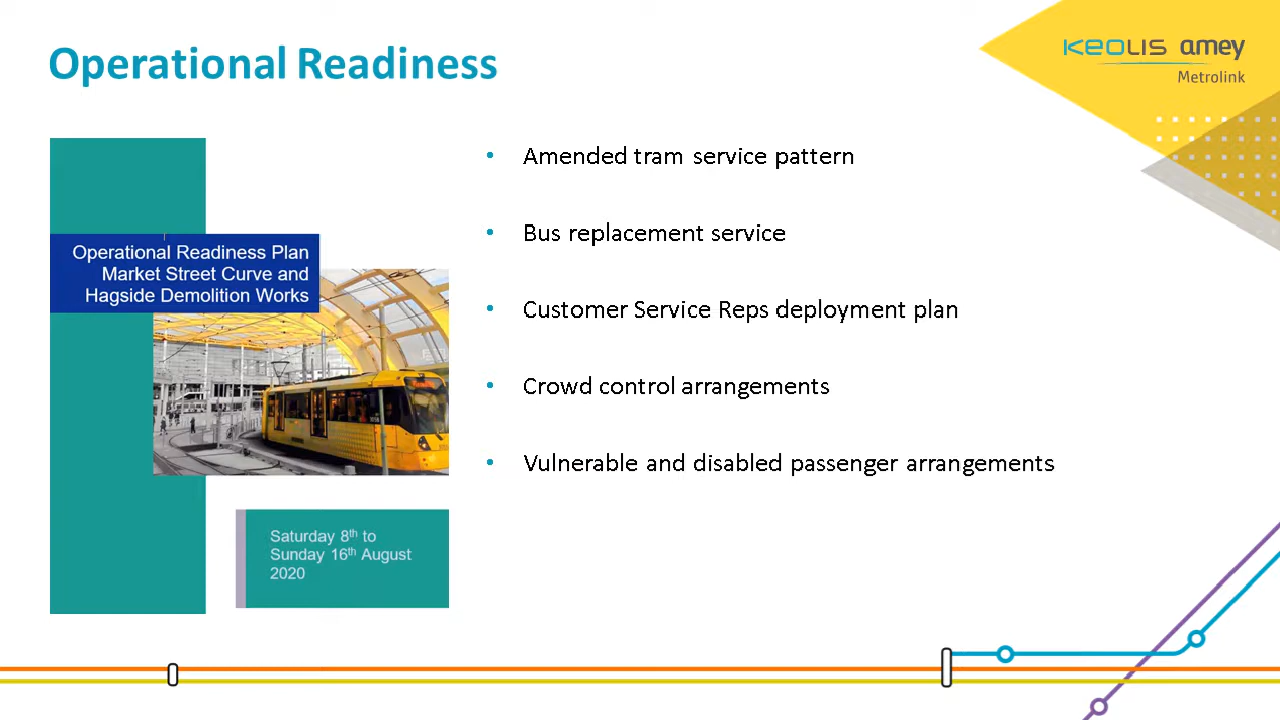 Operational Readiness
KEOLIS amey
Metrolink
Operational Readiness Plan
Market Street Curve and
Hagside Demolition Works
Saturday 8th to
Sunday 16th August
2020
• Amended tram service pattern
• Bus replacement service
• Customer Service Reps deployment plan
• Crowd control arrangements
• Vulnerable and disabled passenger arrangements